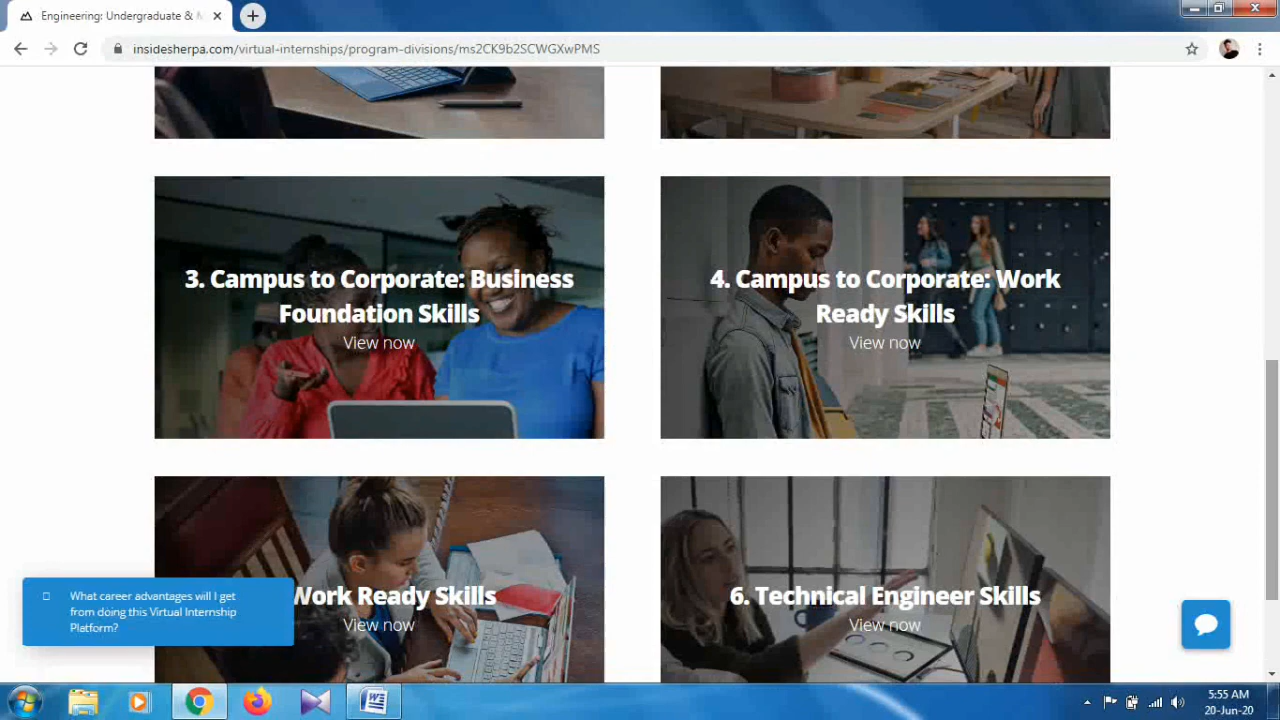 Engineering: Undergraduate &
insidesherpa.com/virtual-internships/program-divisions/ms2CK9b2SCWGXwPMS
3. Campus to Corporate: Business
Foundation Skills
View now
4. Campus to Corporate: Work
Ready Skills
View now
Work Ready Skills
View now
6. Technical Engineer Skills
View now
What career advantages will I get
from doing this Virtual Internship
Platform?
5:55 AM
20-Jun-20